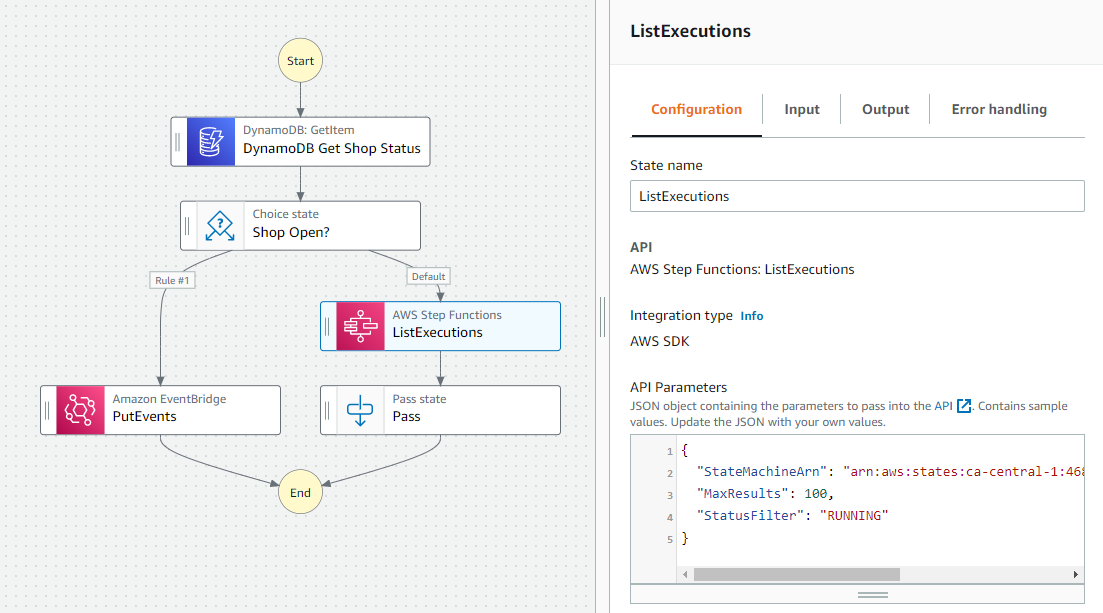 Start
DynamoDB: GetItem
DynamoDB Get Shop Status
Choice state
Shop Open?
Rule #1
Default
AWS Step Functions
ListExecutions
Amazon EventBridge
PutEvents
Pass state
Pass
End
ListExecutions
Configuration
Input
Output
Error handling
State name
ListExecutions
API
AWS Step Functions: ListExecutions
Integration type Info
AWS SDK
API Parameters
JSON object containing the parameters to pass into the API. Contains sample
values. Update the JSON with your own values.
1 {
2 "StateMachineArn": "arn:aws:states:ca-central-1:468
3 "MaxResults": 100,
4 "StatusFilter": "RUNNING"
5 }